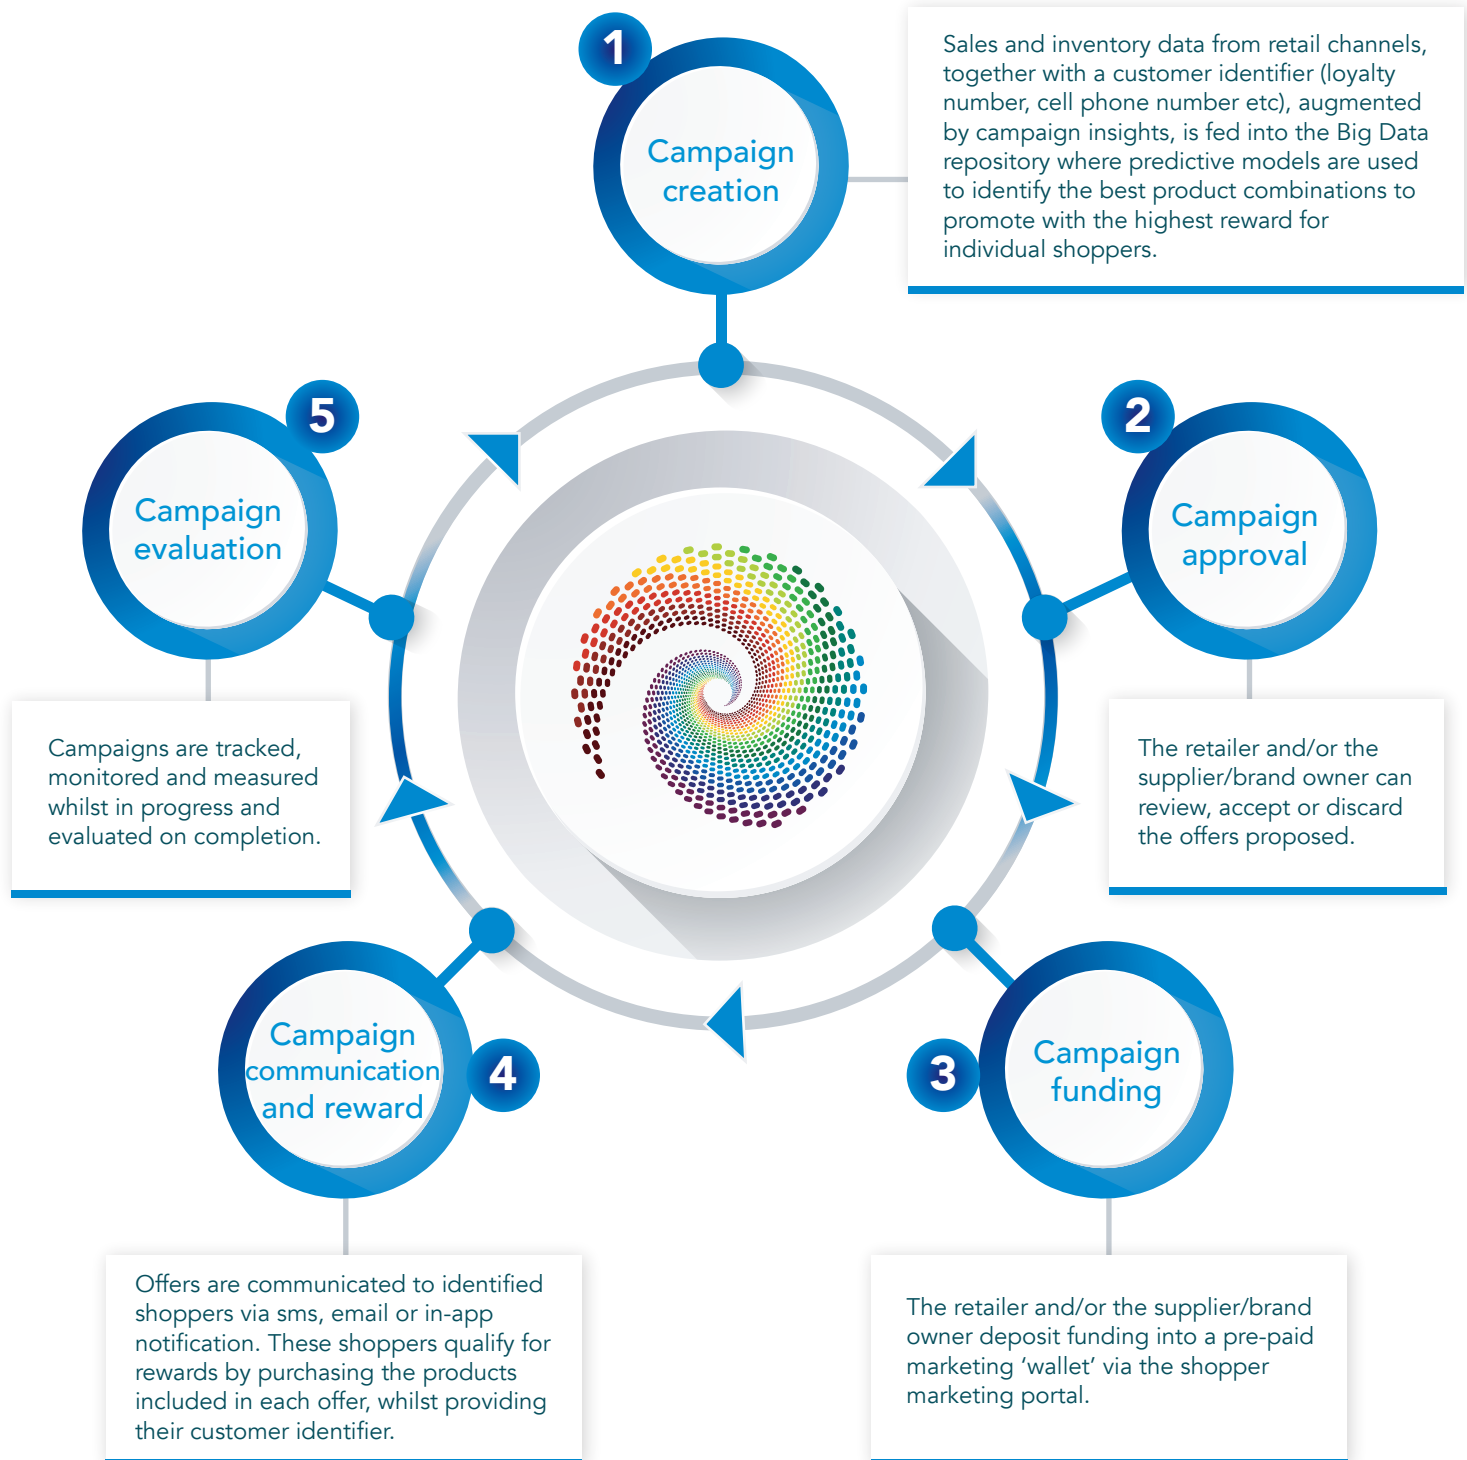 1
Campaign
creation
Sales and inventory data from retail channels,
together with a customer identifier (loyalty
number, cell phone number etc), augmented
by campaign insights, is fed into the Big Data
repository where predictive models are used
to identify the best product combinations to
promote with the highest reward for
individual shoppers.
2
Campaign
approval
The retailer and/or the
supplier/brand owner can
review, accept or discard
the offers proposed.
3
Campaign
funding
The retailer and/or the supplier/brand
owner deposit funding into a pre-paid
marketing ‘wallet’ via the shopper
marketing portal.
4
Campaign
communication
and reward
Offers are communicated to identified
shoppers via sms, email or in-app
notification. These shoppers qualify for
rewards by purchasing the products
included in each offer, whilst providing
their customer identifier.
5
Campaign
evaluation
Campaigns are tracked,
monitored and measured
whilst in progress and
evaluated on completion.